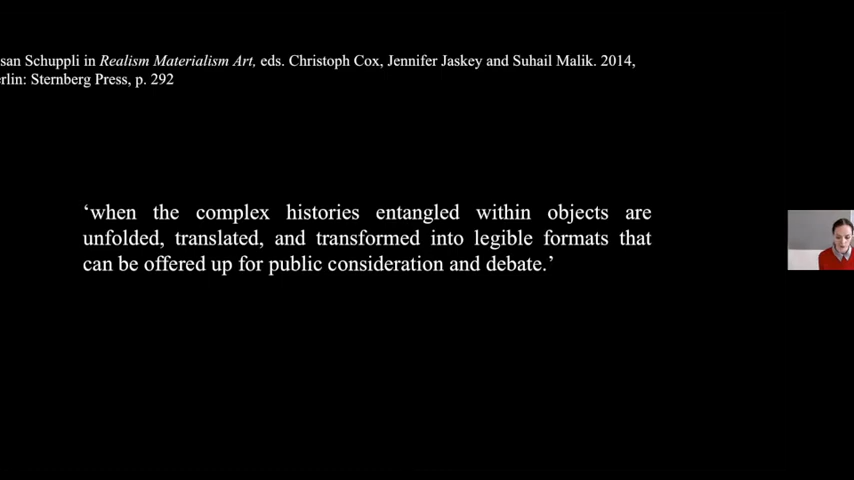 san Schuppli in Realism Materialism Art, eds. Christoph Cox, Jennifer Jaskey and Suhail Malik. 2014,
erlin: Sternberg Press, p. 292
‘when the complex histories entangled within objects are
unfolded, translated, and transformed into legible formats that
can be offered up for public consideration and debate.’